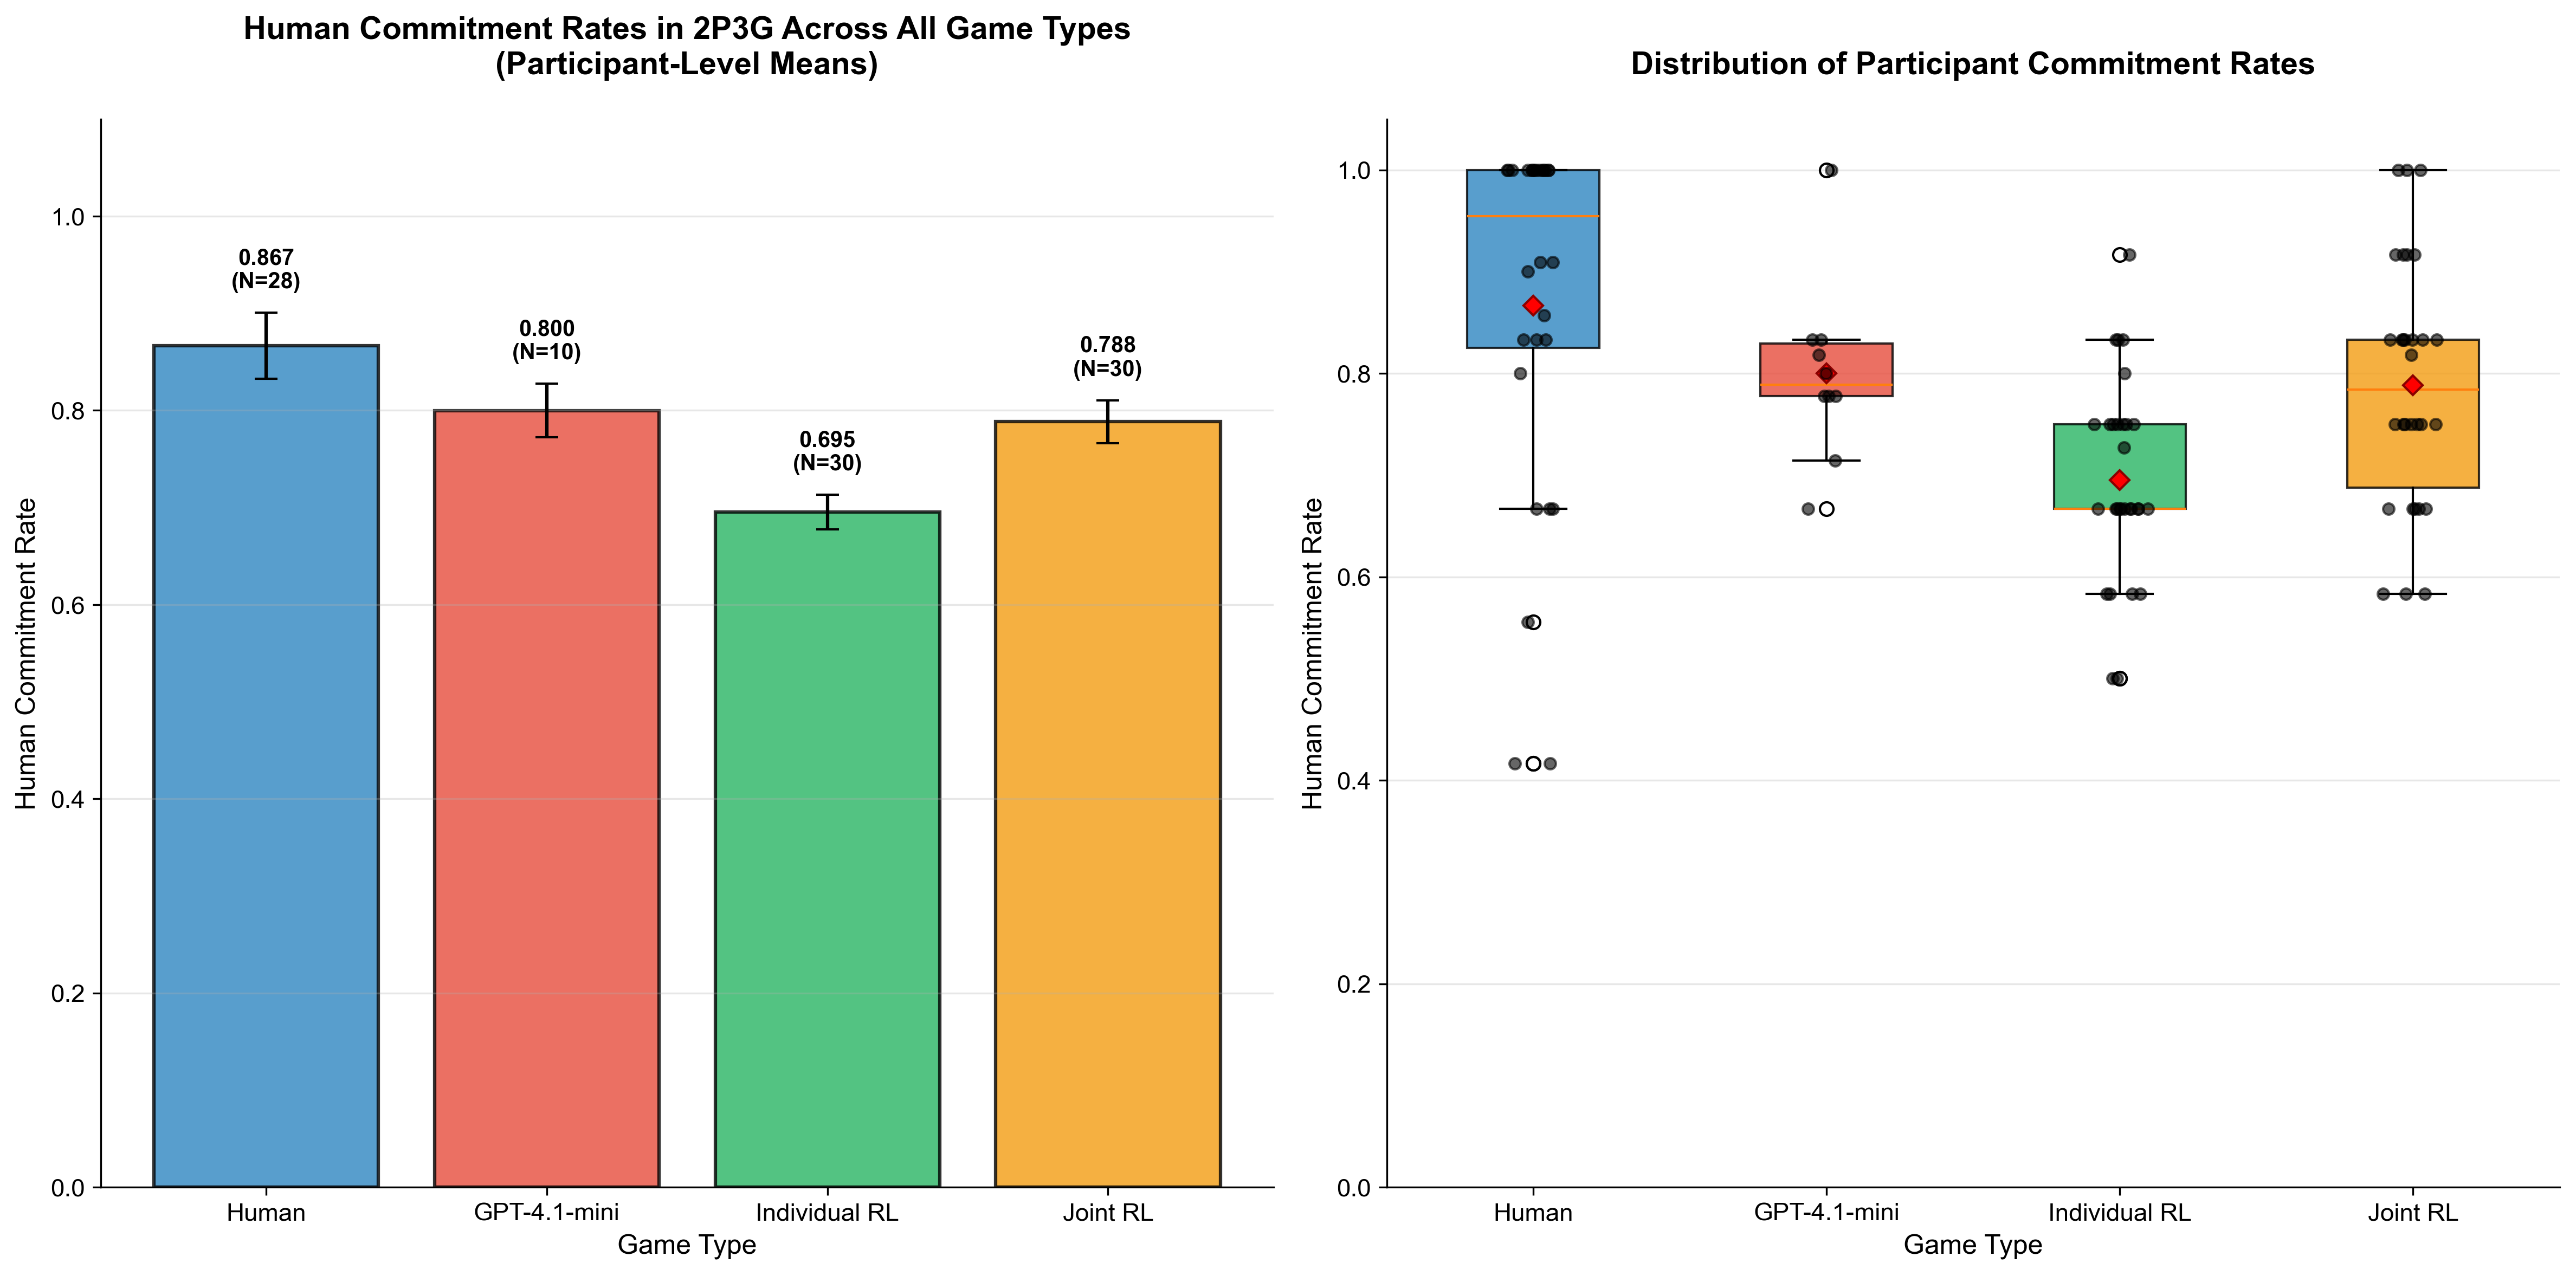 Human Commitment Rates in 2P3G Across All Game Types
(Participant-Level Means)
Human Commitment Rate
1.0
0.8
0.6
0.4
0.2
0.0
0.867
(N=28)
0.800
(N=10)
0.695
(N=30)
0.788
(N=30)
Human
GPT-4.1-mini
Individual RL
Joint RL
Game Type
Distribution of Participant Commitment Rates
Human Commitment Rate
1.0
0.8
0.6
0.4
0.2
0.0
Human
GPT-4.1-mini
Individual RL
Joint RL
Game Type